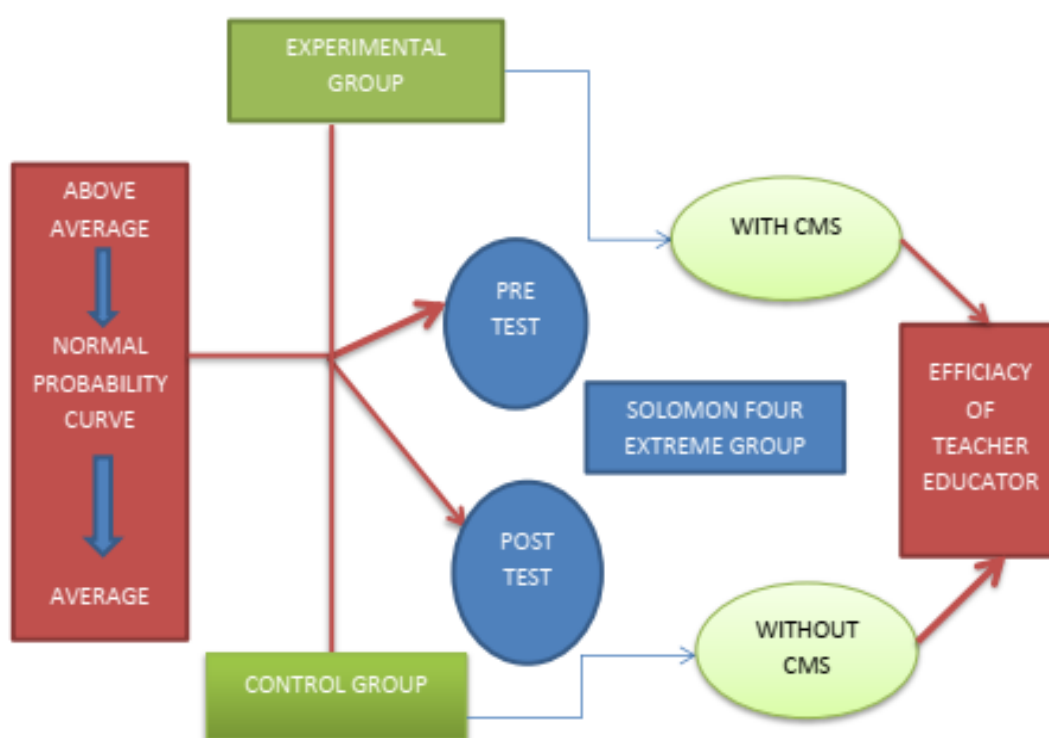 EXPERIMENTAL
GROUP
ABOVE
AVERAGE
NORMAL
PROBABILITY
CURVE
AVERAGE
PRE
TEST
POST
TEST
CONTROL GROUP
WITH CMS
SOLOMON FOUR
EXTREME GROUP
WITHOUT
CMS
EFFICIACY
OF
TEACHER
EDUCATOR